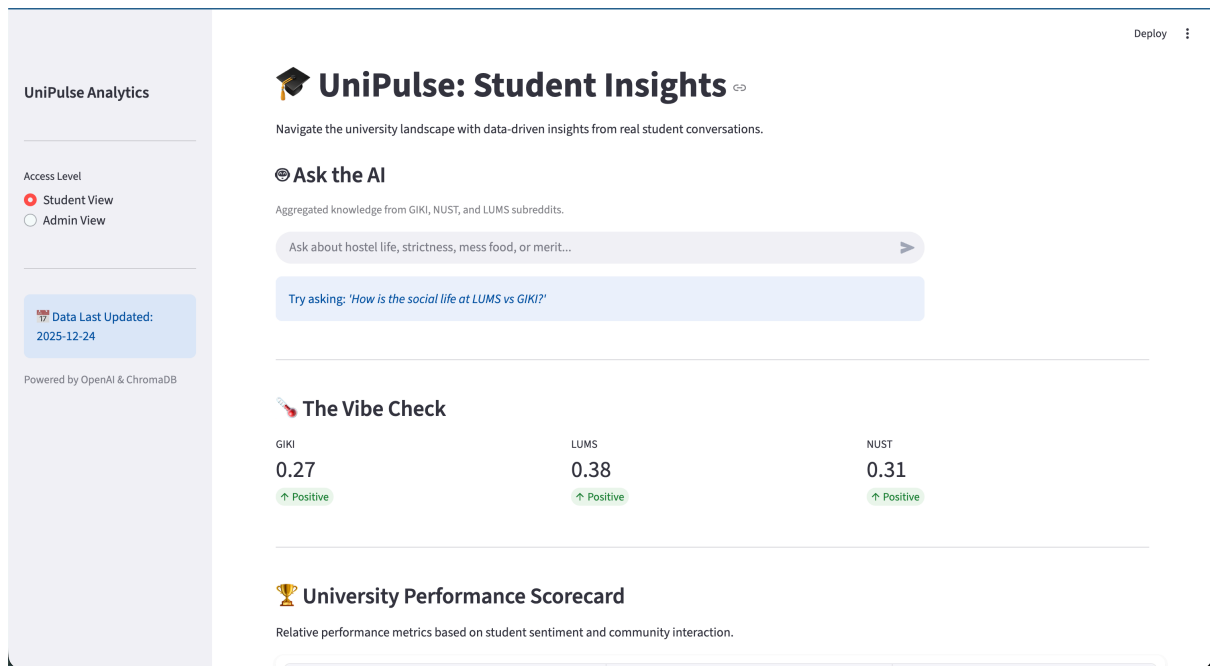 Deploy
UniPulse Analytics
Access Level
Student View
Admin View
Data Last Updated:
2025-12-24
Powered by OpenAI & ChromaDB
UniPulse: Student Insights
Navigate the university landscape with data-driven insights from real student conversations.
Ask the AI
Aggregated knowledge from GIKI, NUST, and LUMS subreddits.
Ask about hostel life, strictness, mess food, or merit...
Try asking: 'How is the social life at LUMS vs GIKI?'
The Vibe Check
GIKI
0.27
↑ Positive
LUMS
0.38
↑ Positive
NUST
0.31
↑ Positive
University Performance Scorecard
Relative performance metrics based on student sentiment and community interaction.